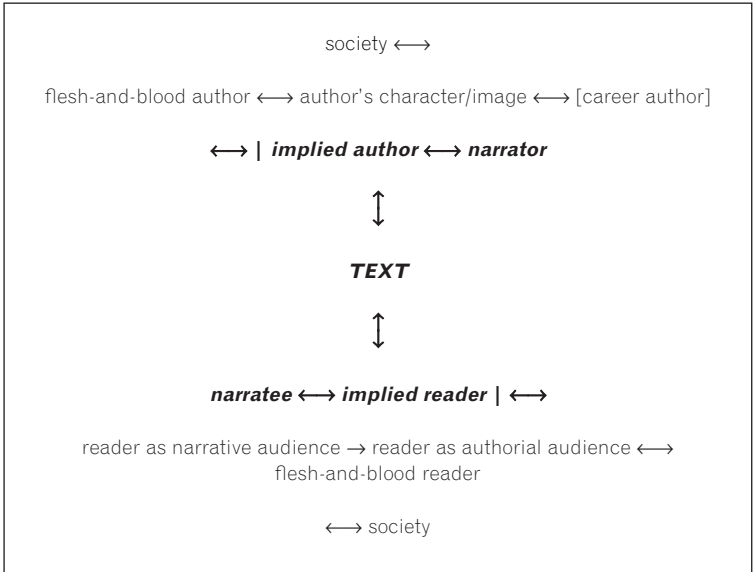 society ⟷
flesh-and-blood author ⟷ author's character/image ⟷ [career author]
⟷ | implied author ⟷ narrator
↕
TEXT
↕
narratee ⟷ implied reader | ⟷
reader as narrative audience → reader as authorial audience ⟷
flesh-and-blood reader
⟷ society